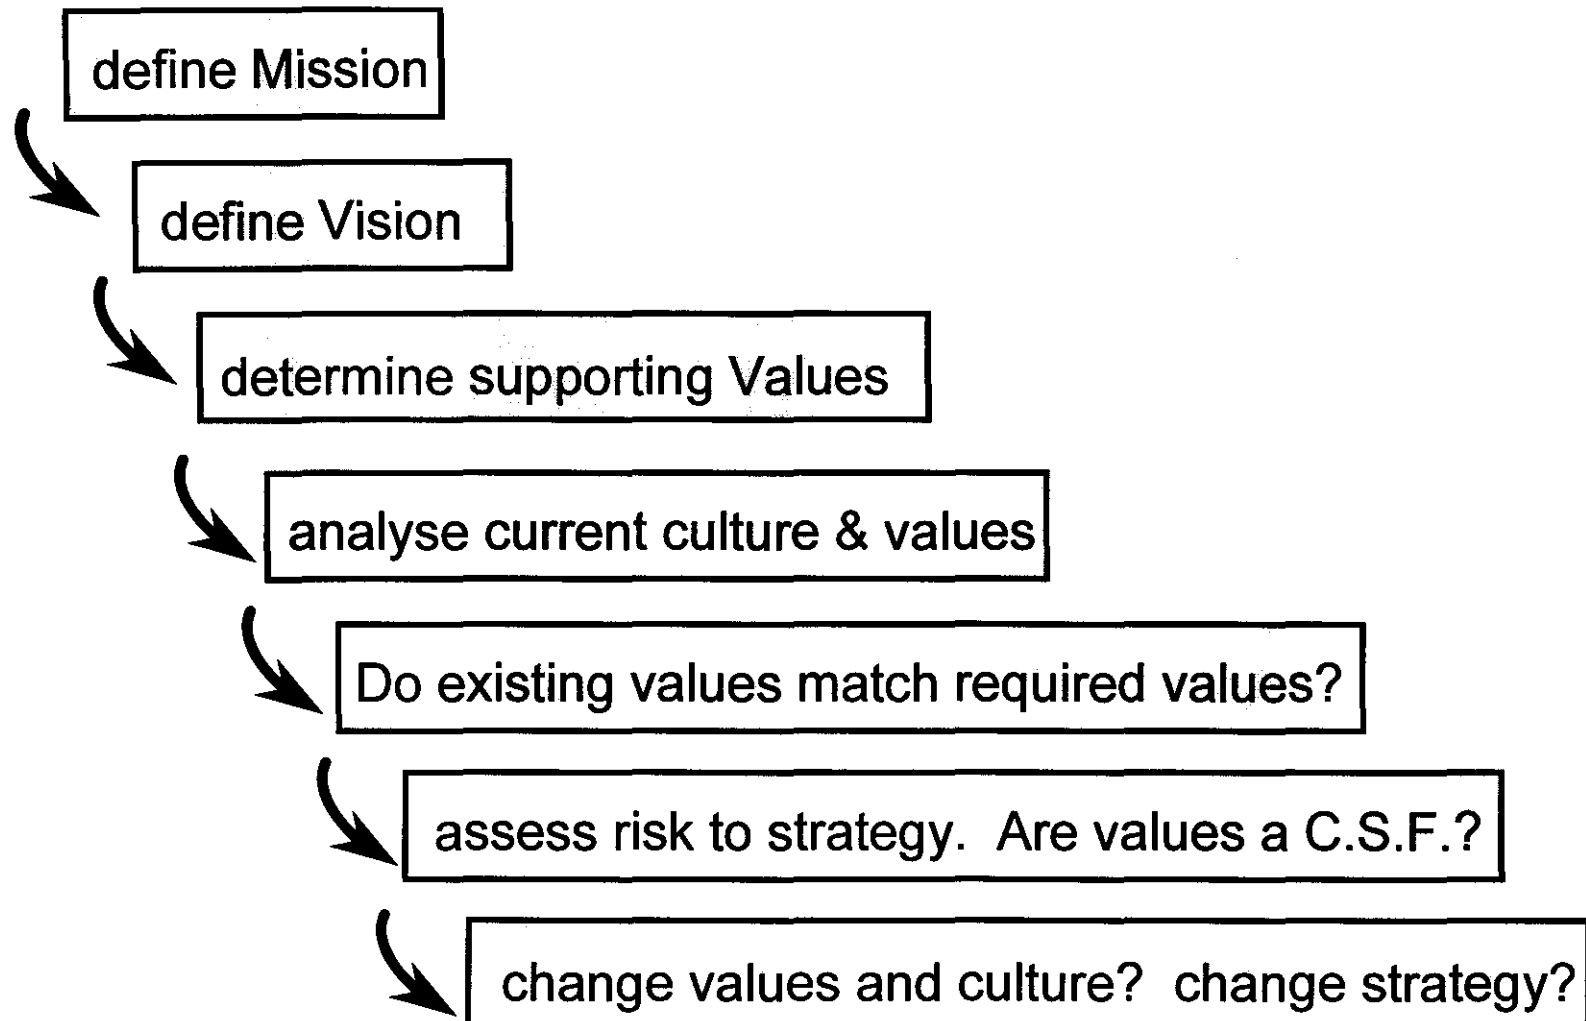 define Mission
define Vision
determine supporting Values
analyse current culture & values
Do existing values match required values?
assess risk to strategy.  Are values a C.S.F.?
change values and culture?  change strategy?